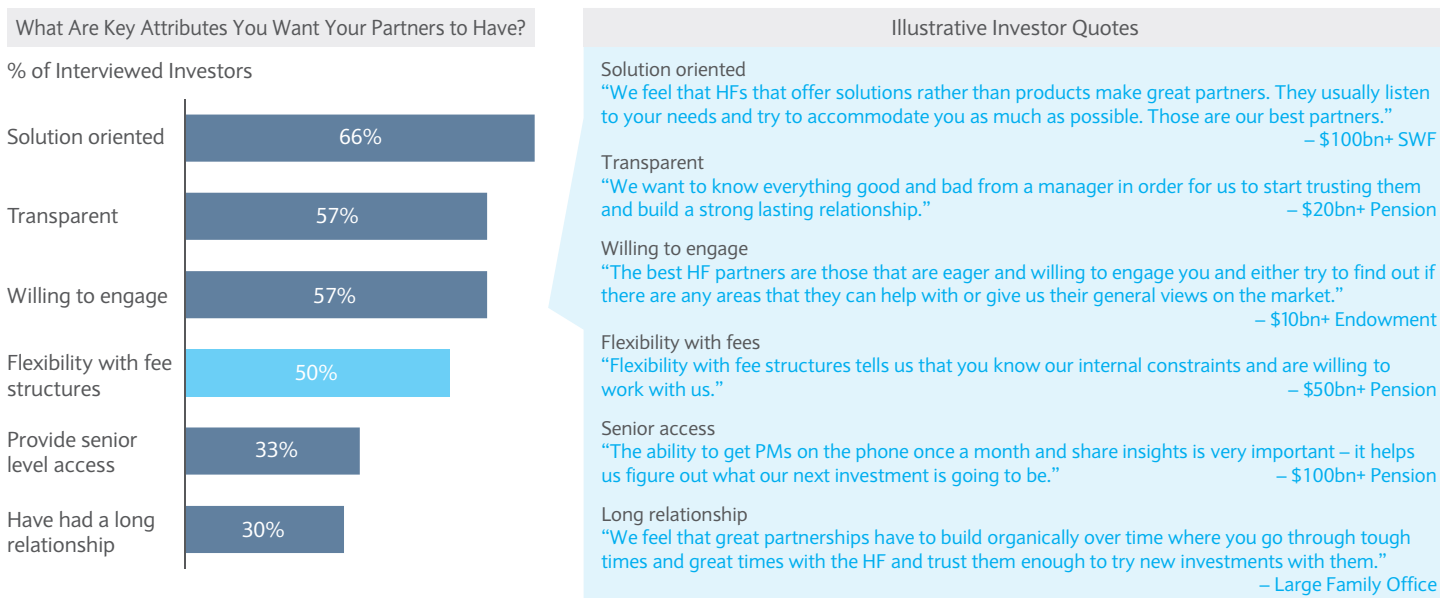 What Are Key Attributes You Want Your Partners to Have?
% of Interviewed Investors
Solution oriented
66%
Transparent
57%
Willing to engage
57%
Flexibility with fee
structures
50%
Provide senior
level access
33%
Have had a long
relationship
30%
Illustrative Investor Quotes
Solution oriented
“We feel that HFs that offer solutions rather than products make great partners. They usually listen
to your needs and try to accommodate you as much as possible. Those are our best partners.”
– $100bn+ SWF
Transparent
“We want to know everything good and bad from a manager in order for us to start trusting them
and build a strong lasting relationship.” – $20bn+ Pension
Willing to engage
“The best HF partners are those that are eager and willing to engage you and either try to find out if
there are any areas that they can help with or give us their general views on the market.”
– $10bn+ Endowment
Flexibility with fees
“Flexibility with fee structures tells us that you know our internal constraints and are willing to
work with us.” – $50bn+ Pension
Senior access
“The ability to get PMs on the phone once a month and share insights is very important – it helps
us figure out what our next investment is going to be.” – $100bn+ Pension
Long relationship
“We feel that great partnerships have to build organically over time where you go through tough
times and great times with the HF and trust them enough to try new investments with them.”
– Large Family Office